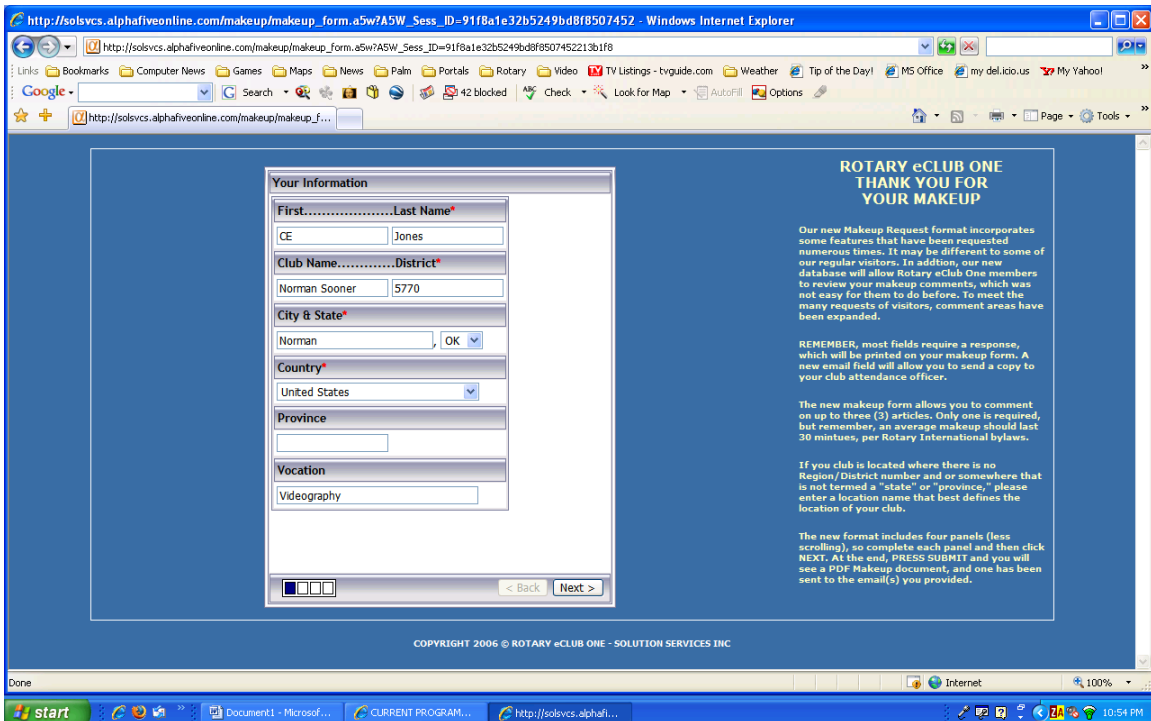 http://solsvcs.alphafiveonline.com/makeup/makeup_form.a5w?A5W_Sess_ID=91f8a1e32b5249bd8f8507452 - Windows Internet Explorer
http://solsvcs.alphafiveonline.com/makeup/makeup_form.a5w?A5W_Sess_ID=91f8a1e32b5249bd8f8507452213b1f8
Links Bookmarks Computer News Games Maps News Palm Portals Rotary Video TV TV Listings - tvguide.com Weather Tip of the Day! MS Office my del.icio.us My Yahoo! »
Google G Search 42 blocked ABC Check Look for Map AutoFill Options
http://solsvcs.alphafiveonline.com/makeup/makeup_f... Page Tools »
Your Information
First.....................Last Name*
CE Jones
Club Name.............District*
Norman Sooner 5770
City & State*
Norman , OK
Country*
United States
Province
Vocation
Videography
< Back Next >
ROTARY eCLUB ONE
THANK YOU FOR
YOUR MAKEUP
Our new Makeup Request format incorporates
some features that have been requested
numerous times. It may be different to some of
our regular visitors. In addtion, our new
database will allow Rotary eClub One members
to review your makeup comments, which was
not easy for them to do before. To meet the
many requests of visitors, comment areas have
been expanded.
REMEMBER, most fields require a response,
which will be printed on your makeup form. A
new email field will allow you to send a copy to
your club attendance officer.
The new makeup form allows you to comment
on up to three (3) articles. Only one is required,
but remember, an average makeup should last
30 mintues, per Rotary International bylaws.
If you club is located where there is no
Region/District number and or somewhere that
is not termed a "state" or "province," please
enter a location name that best defines the
location of your club.
The new format includes four panels (less
scrolling), so complete each panel and then click
NEXT. At the end, PRESS SUBMIT and you will
see a PDF Makeup document, and one has been
sent to the email(s) you provided.
COPYRIGHT 2006 © ROTARY eCLUB ONE - SOLUTION SERVICES INC
Done Internet 100%
start » Document1 - Microsof... CURRENT PROGRAM... http://solsvcs.alphafi... 10:54 PM